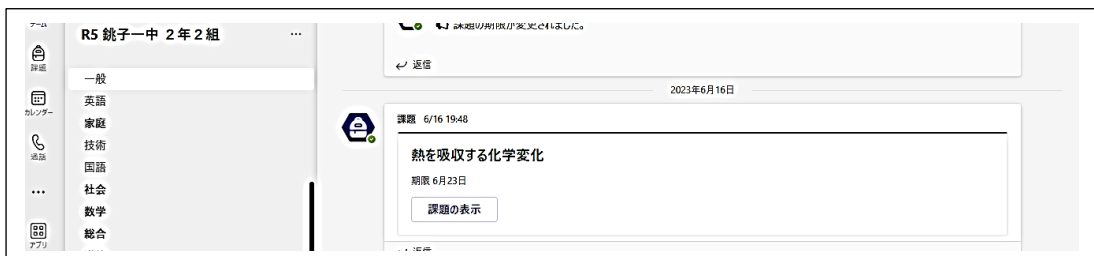 チーム
課題
カレンダー
通話
アプリ
R5 銚子一中 2年2組
一般
英語
家庭
技術
国語
社会
数学
総合
課題の期限が変更されました。
返信
2023年6月16日
課題 6/16 19:48
熱を吸収する化学変化
期限 6月23日
課題の表示
返信